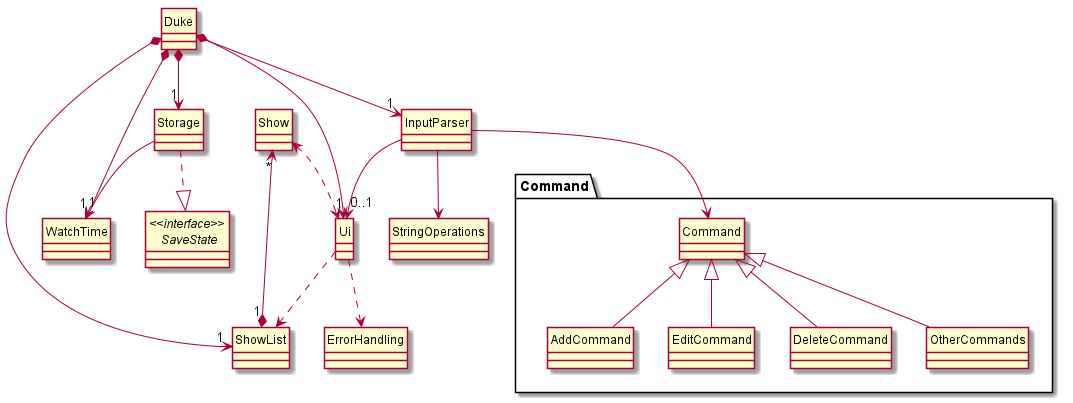 Duke
1
1
Storage
Show
InputParser
*
1
1
1
0..1
Command
<<interface>>
SaveState
WatchTime
Ui
StringOperations
Command
1
1
ShowList
ErrorHandling
AddCommand
EditCommand
DeleteCommand
OtherCommands